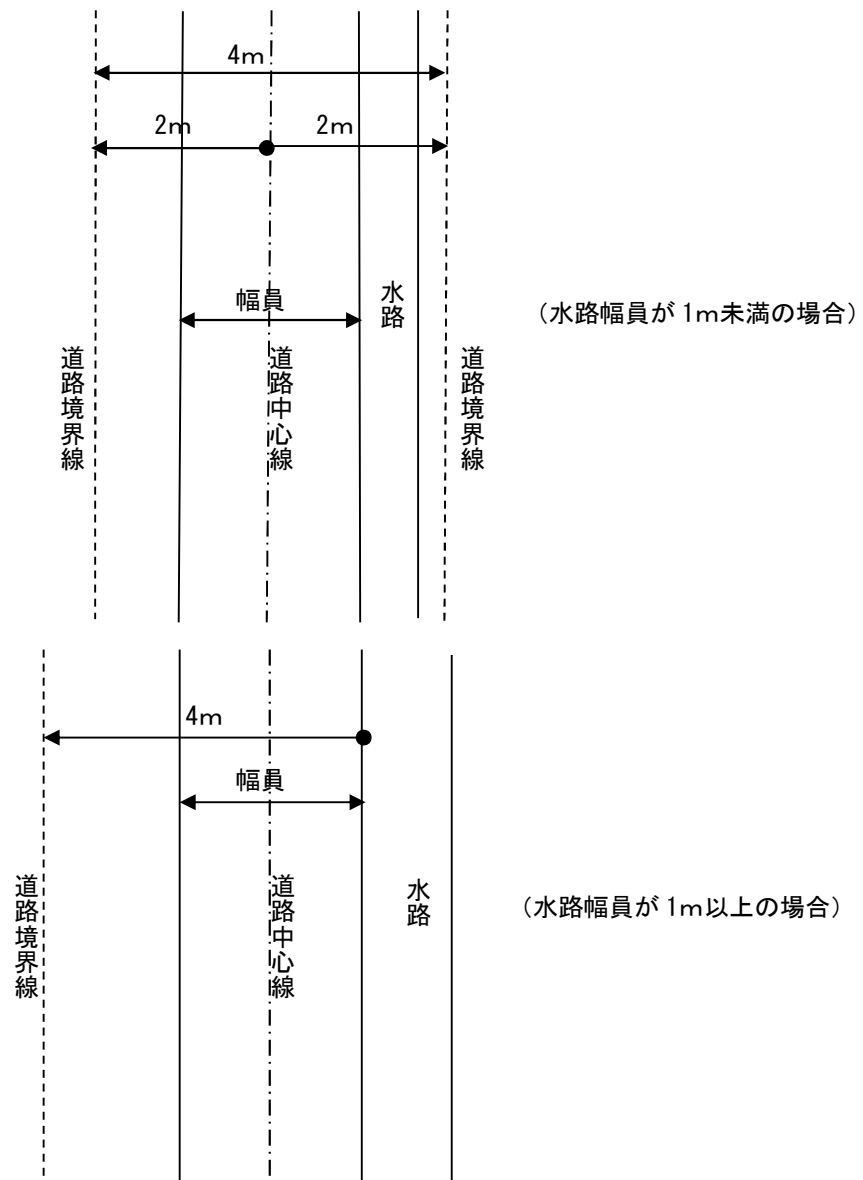 4m
2m
2m
幅員
水路
(水路幅員が1m未満の場合)
道路境界線
道路中心線
道路境界線
4m
幅員
道路境界線
道路中心線
水路
(水路幅員が1m以上の場合)